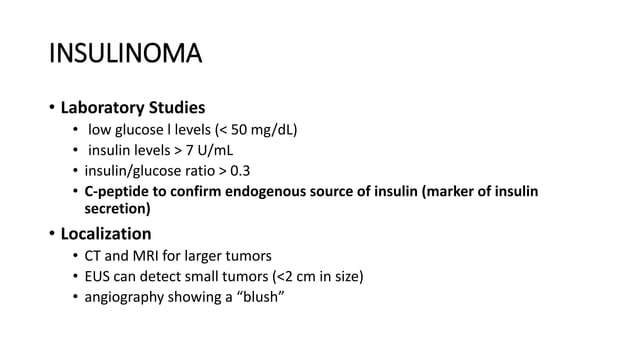 INSULINOMA
• Laboratory Studies
• low glucose l levels (< 50 mg/dL)
• insulin levels > 7 U/mL
• insulin/glucose ratio > 0.3
• C-peptide to confirm endogenous source of insulin (marker of insulin
secretion)
• Localization
• CT and MRI for larger tumors
• EUS can detect small tumors (<2 cm in size)
• angiography showing a “blush”